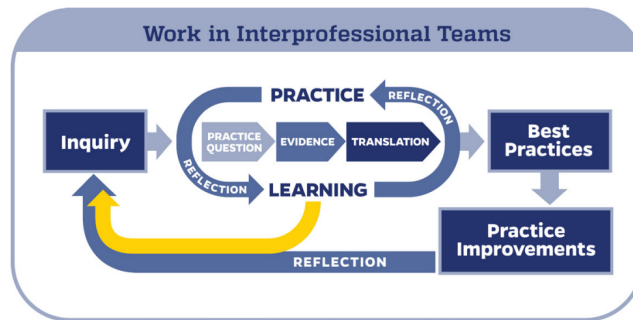 Work in Interprofessional Teams
PRACTICE
REFLECTION
Inquiry
PRACTICE
QUESTION
EVIDENCE
TRANSLATION
Best
Practices
REFLECTION
LEARNING
Practice
Improvements
REFLECTION